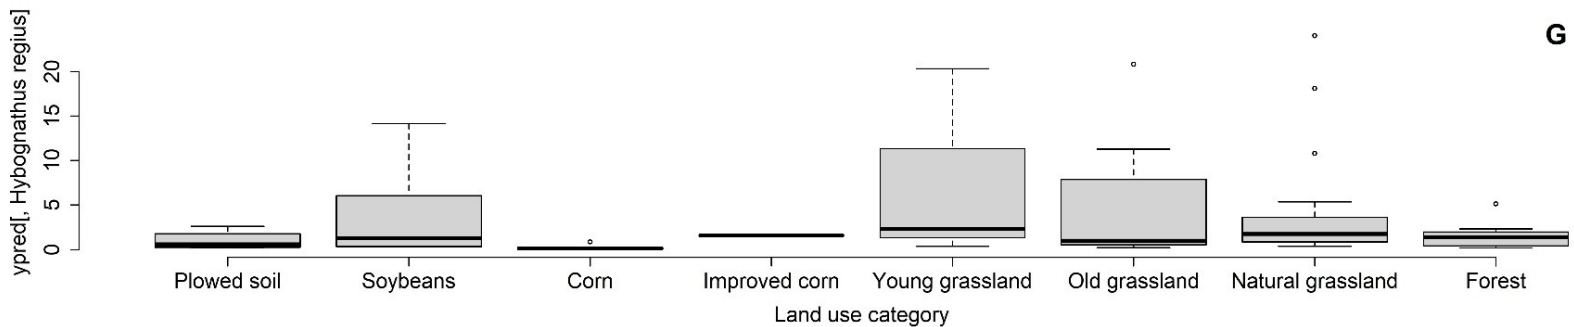 G
ypred[, Hybognathus regius]
20
15
10
5
0
Plowed soil Soybeans Corn Improved corn Young grassland Old grassland Natural grassland Forest
Land use category